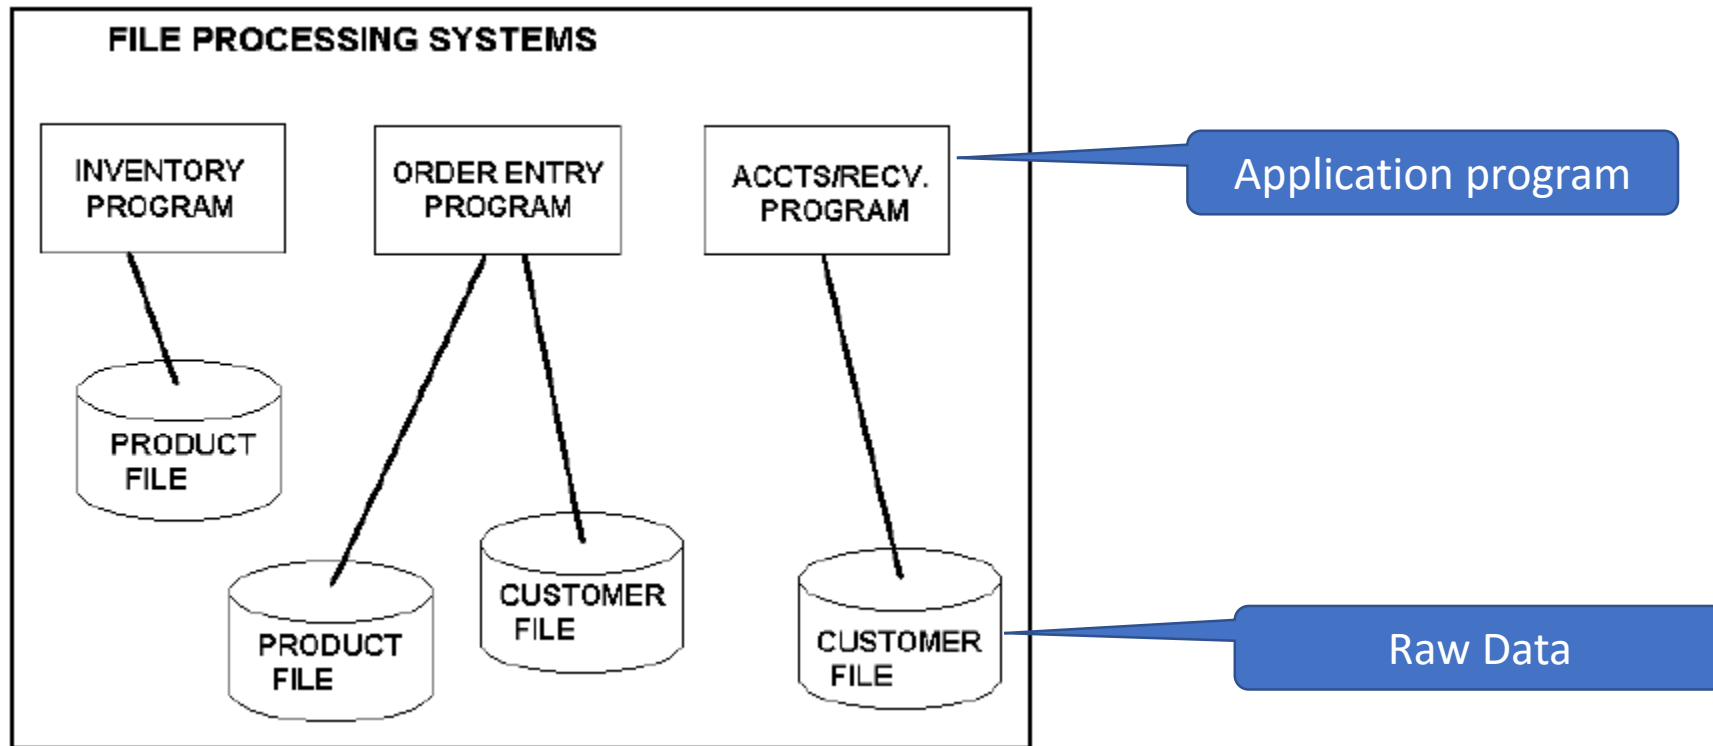 FILE PROCESSING SYSTEMS
INVENTORY
PROGRAM
ORDER ENTRY
PROGRAM
ACCTS/RECV.
PROGRAM
Application program
PRODUCT
FILE
PRODUCT
FILE
CUSTOMER
FILE
CUSTOMER
FILE
Raw Data